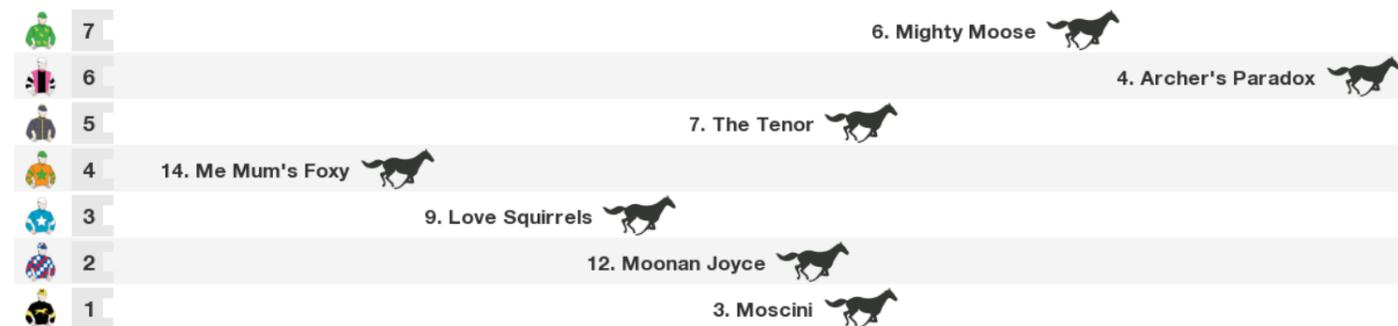 7 6. Mighty Moose
6 4. Archer's Paradox
5 7. The Tenor
4 14. Me Mum's Foxy
3 9. Love Squirrels
2 12. Moonan Joyce
1 3. Moscini